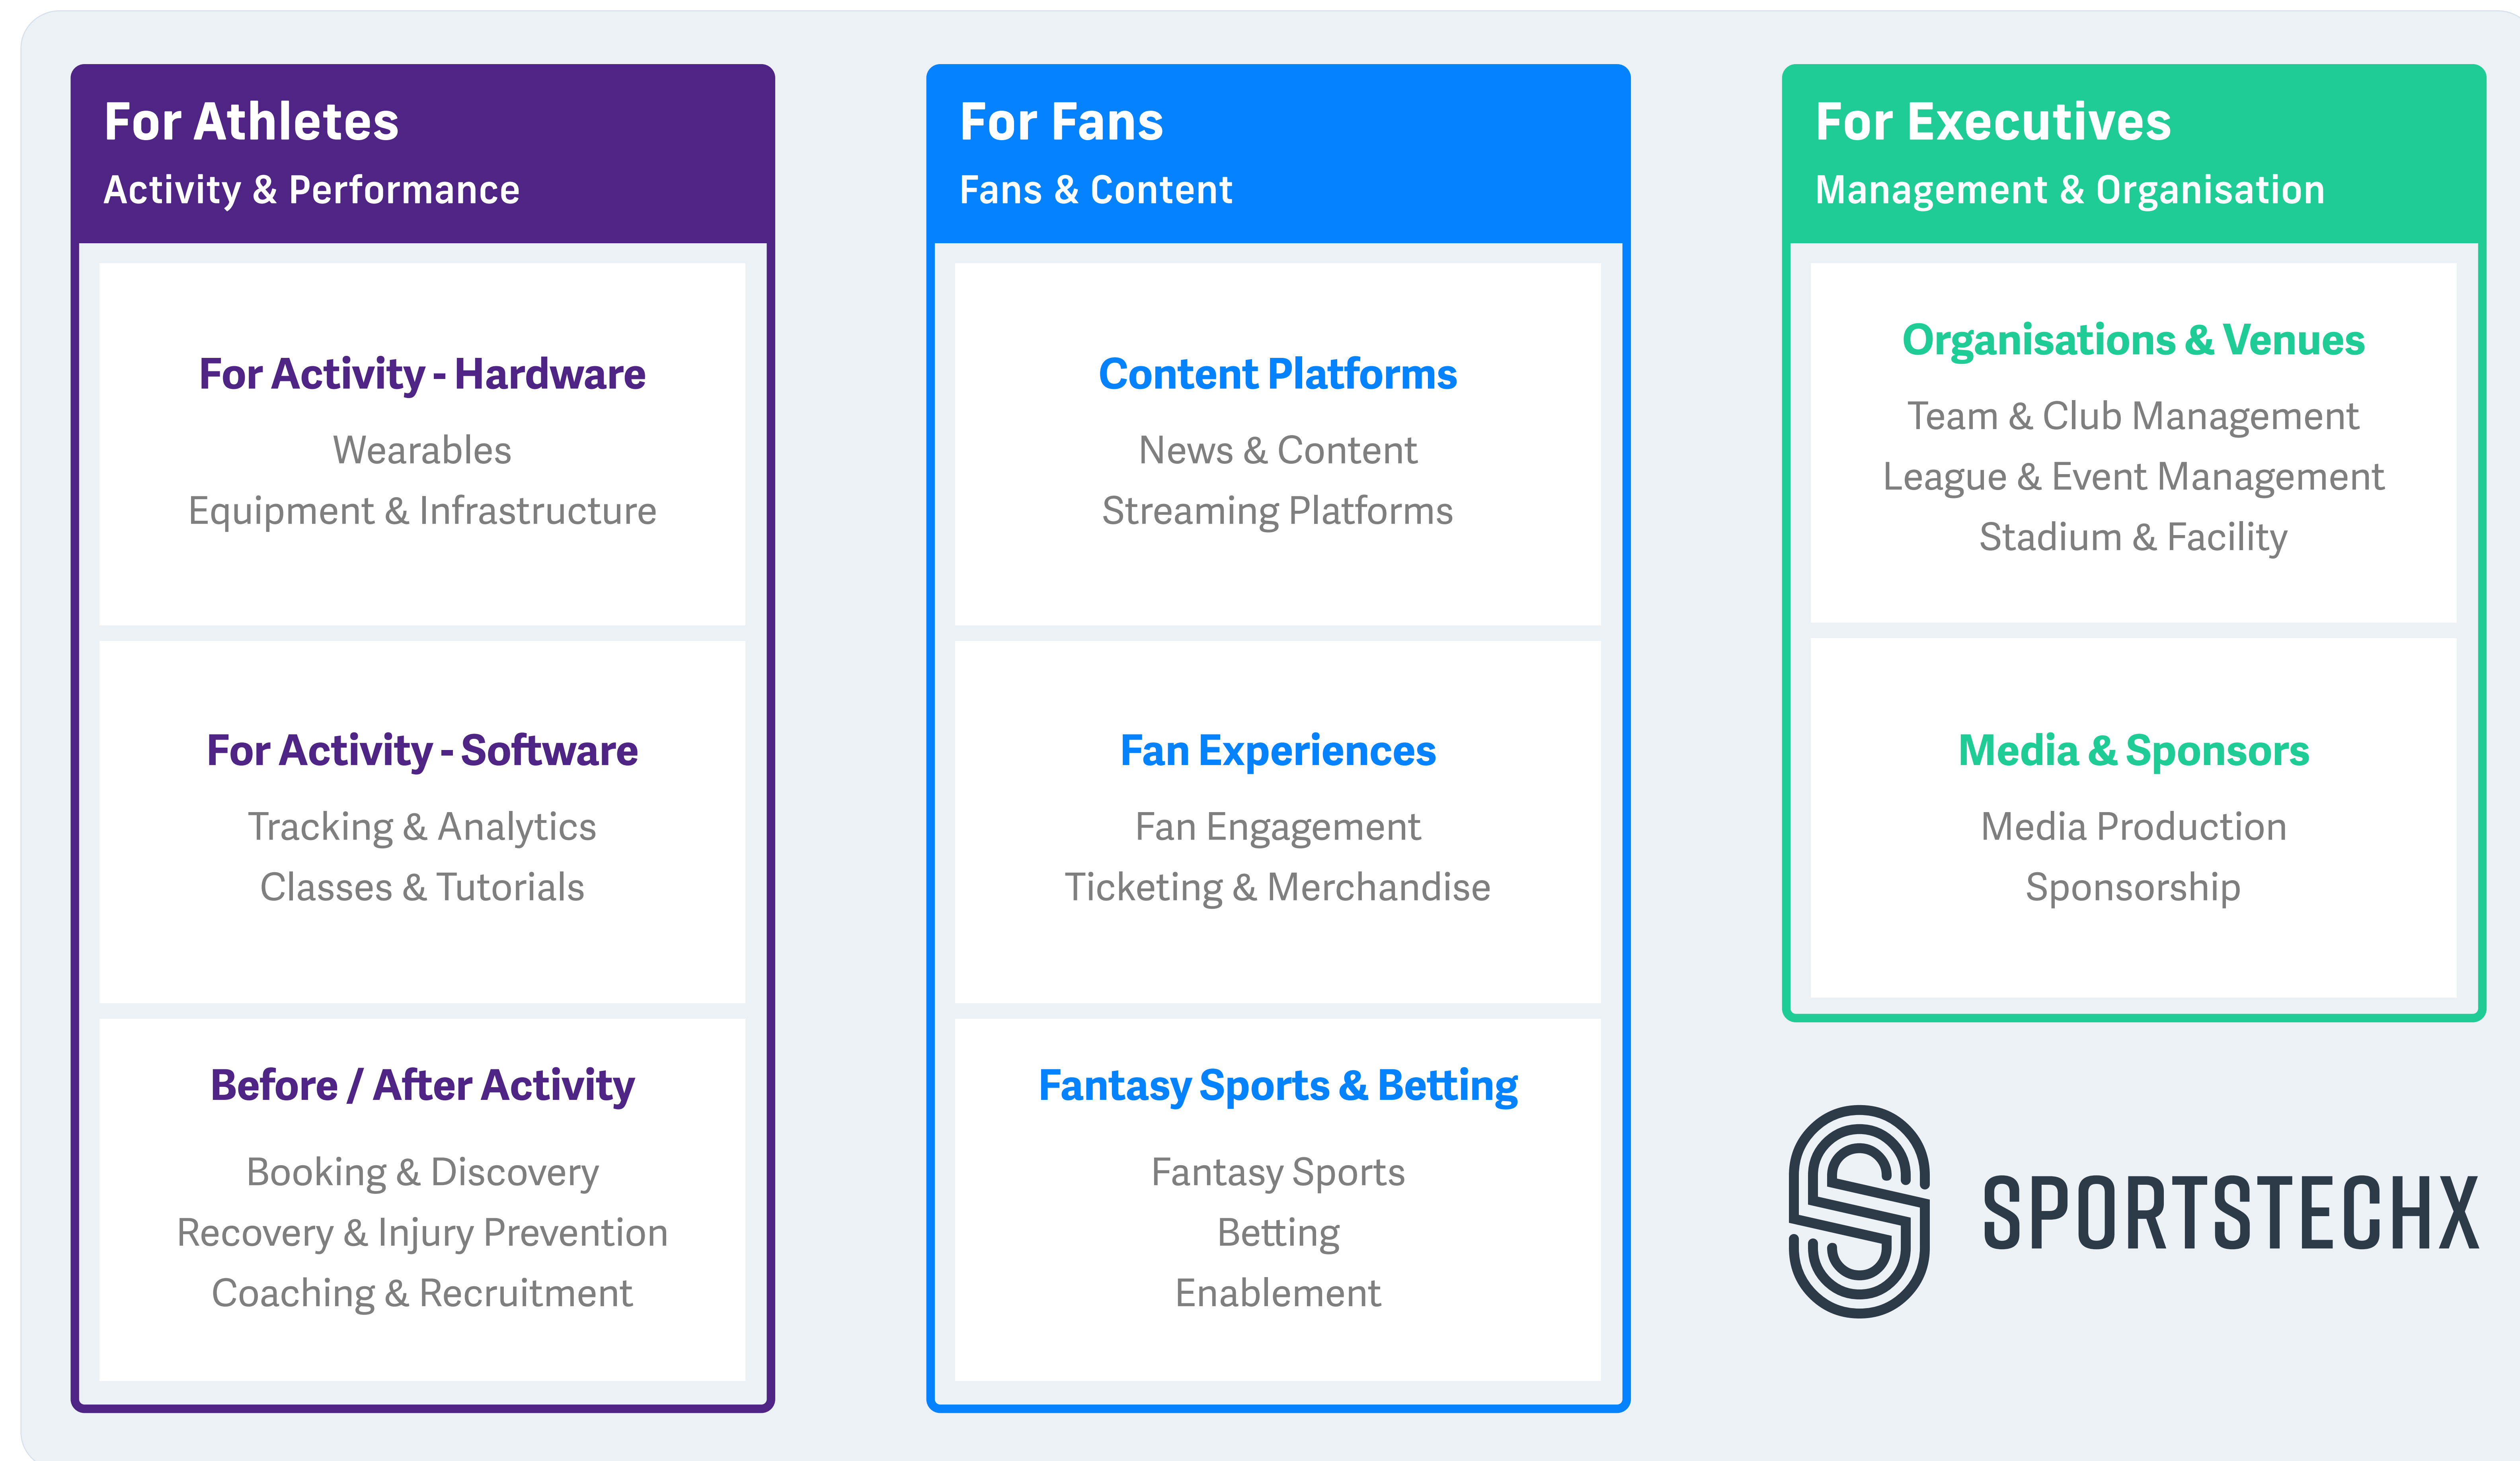 For Athletes
Activity & Performance
For Activity - Hardware
Wearables
Equipment & Infrastructure
For Activity - Software
Tracking & Analytics
Classes & Tutorials
Before / After Activity
Booking & Discovery
Recovery & Injury Prevention
Coaching & Recruitment
For Fans
Fans & Content
Content Platforms
News & Content
Streaming Platforms
Fan Experiences
Fan Engagement
Ticketing & Merchandise
Fantasy Sports & Betting
Fantasy Sports
Betting
Enablement
For Executives
Management & Organisation
Organisations & Venues
Team & Club Management
League & Event Management
Stadium & Facility
Media & Sponsors
Media Production
Sponsorship
SPORTSTECHX